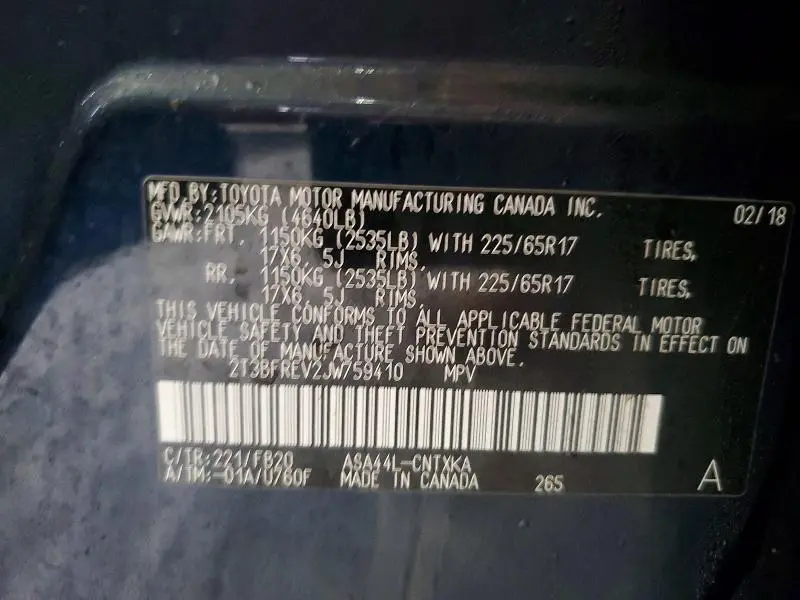 MFD BY:TOYOTA MOTOR MANUFACTURING CANADA INC. 02/18
GVWR:2105KG (4640LB)
GAWR:FRT. 1150KG (2535LB) WITH 225/65R17 TIRES,
17X6. 5J RIMS,
RR. 1150KG (2535LB) WITH 225/65R17 TIRES,
17X6. 5J RIMS,
THIS VEHICLE CONFORMS TO ALL APPLICABLE FEDERAL MOTOR
VEHICLE SAFETY AND THEFT PREVENTION STANDARDS IN EFFECT ON
THE DATE OF MANUFACTURE SHOWN ABOVE.
2T3BFREV2JW759410 MPV
C/TR:221/FB20 ASA44L-CNTXKA
A/TM:-01A/U760F MADE IN CANADA 265 A